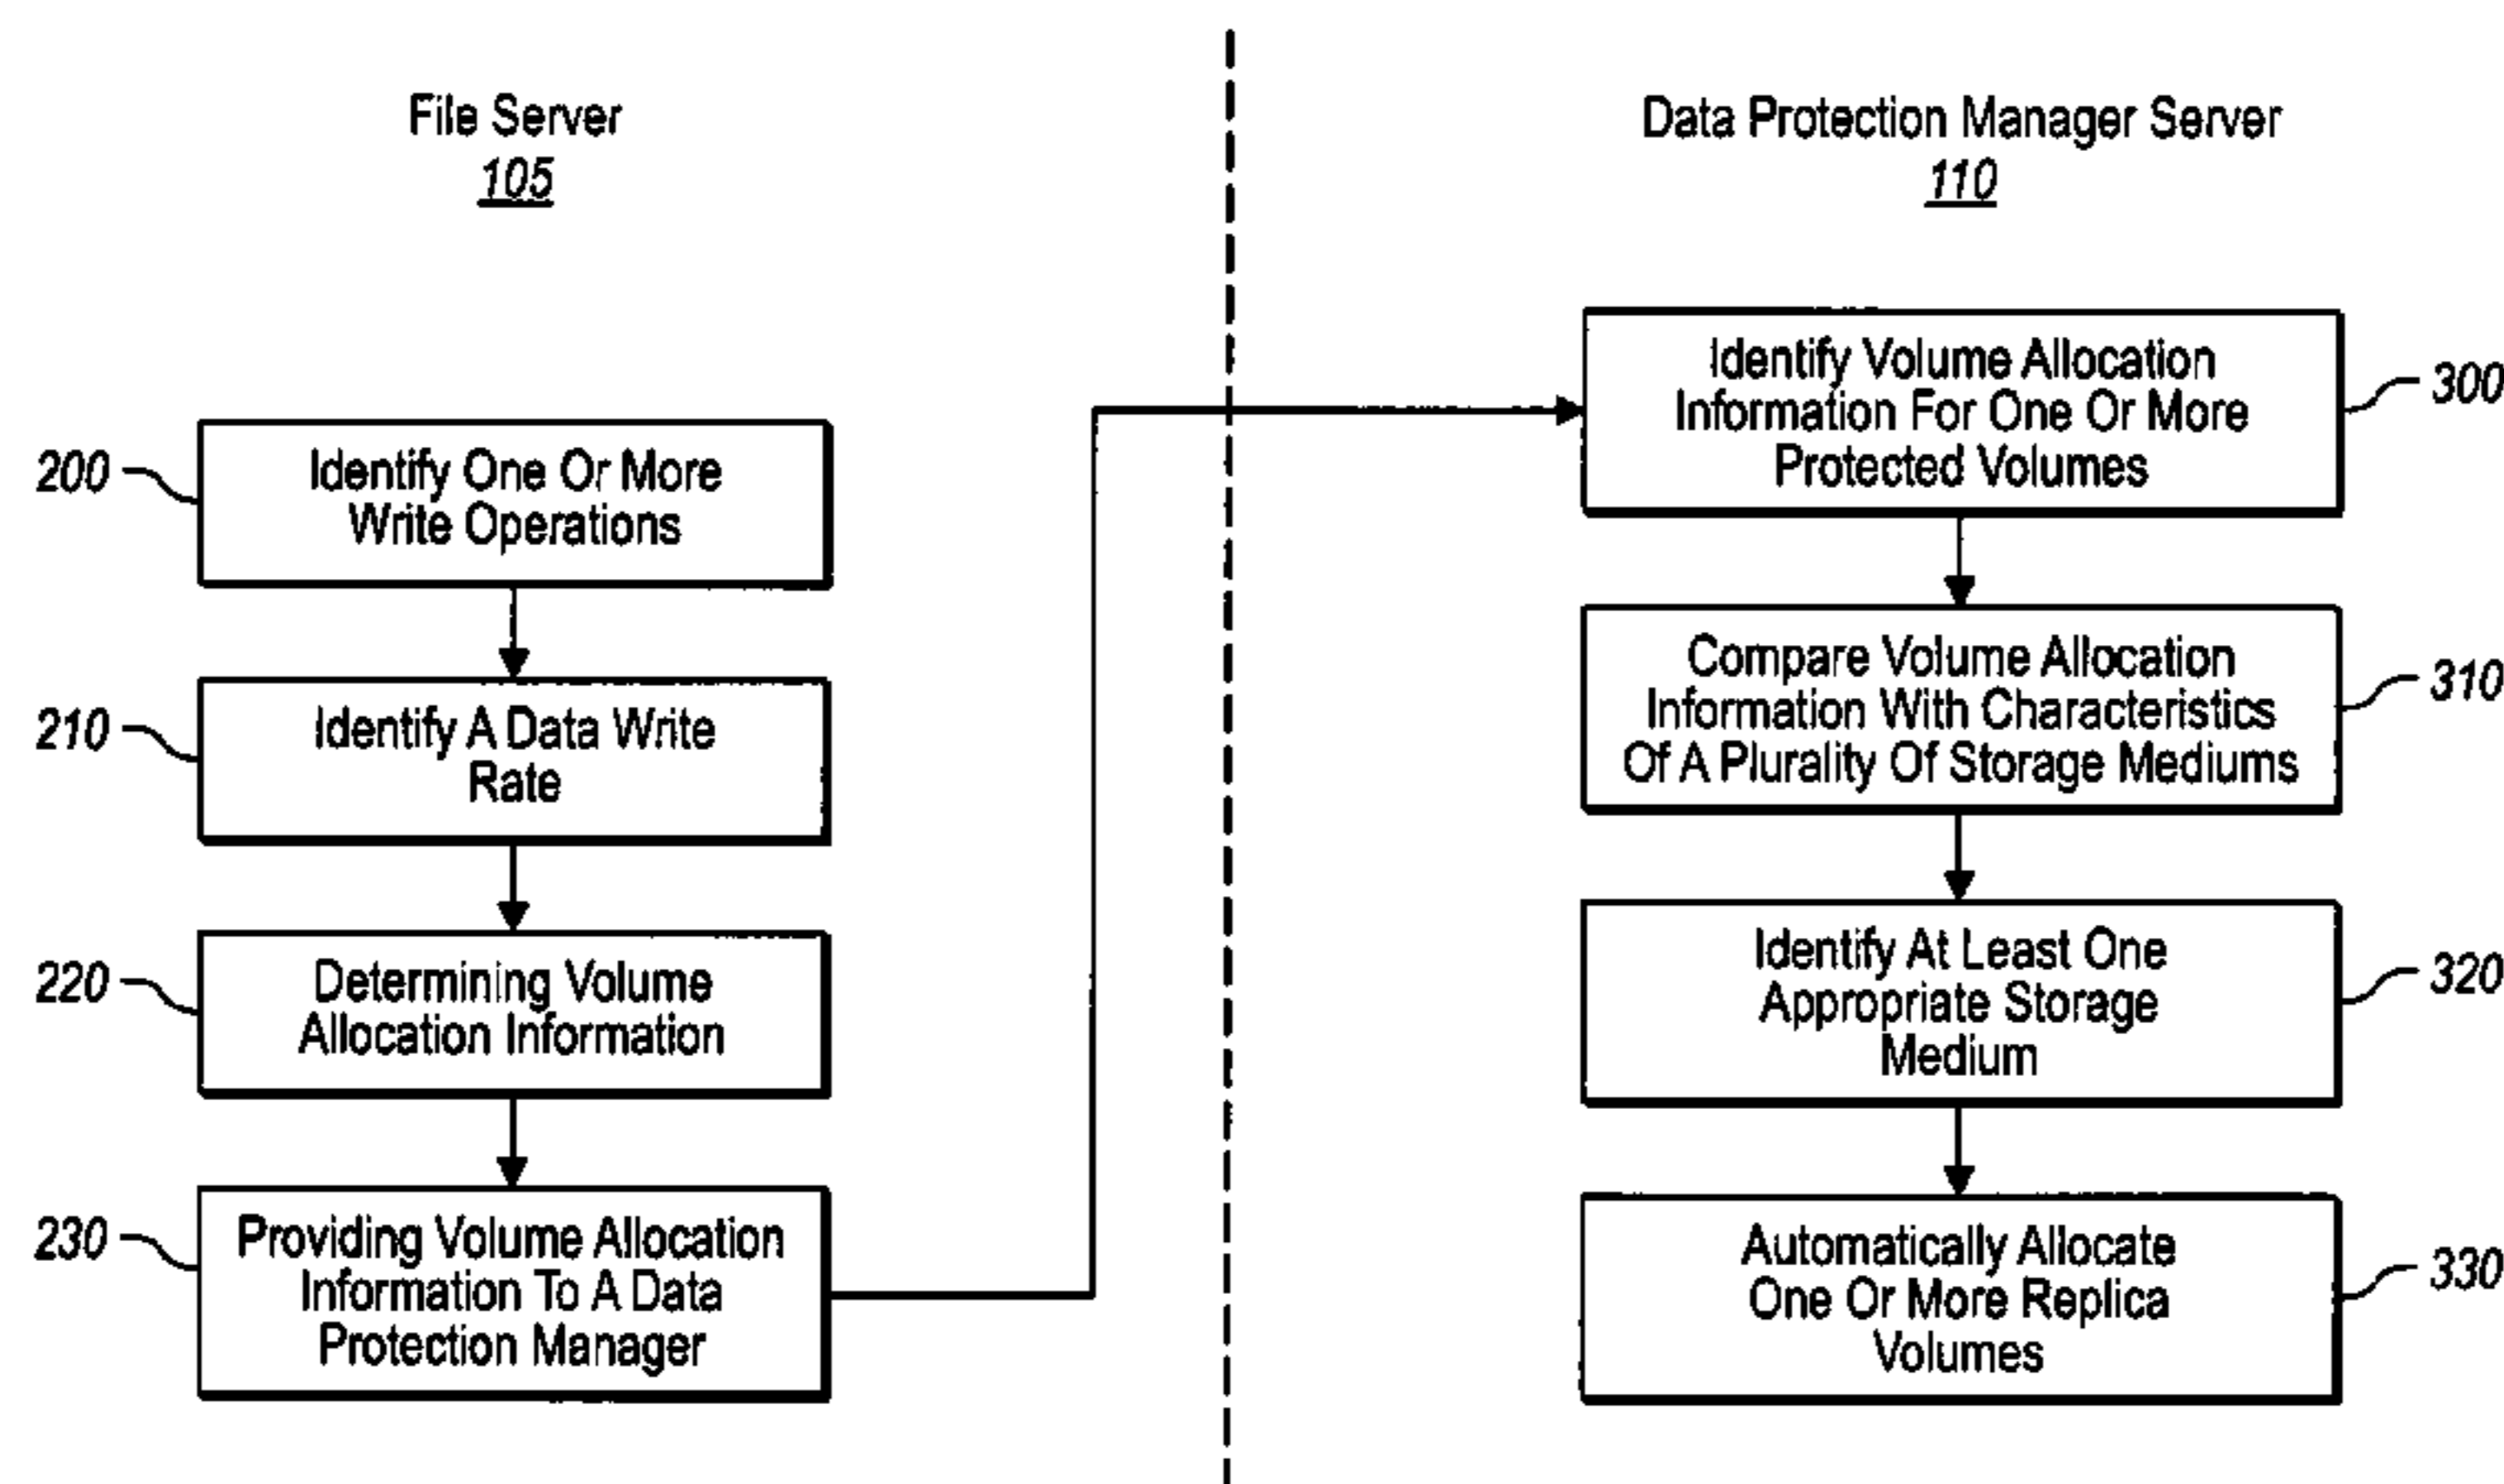 File Server
105
200
Identify One Or More
Write Operations
210
Identify A Data Write
Rate
220
Determining Volume
Allocation Information
230
Providing Volume Allocation
Information To A Data
Protection Manager
Data Protection Manager Server
110
Identify Volume Allocation
Information For One Or More
Protected Volumes
300
Compare Volume Allocation
Information With Characteristics
Of A Plurality Of Storage Mediums
310
Identify At Least One
Appropriate Storage
Medium
320
Automatically Allocate
One Or More Replica
Volumes
330